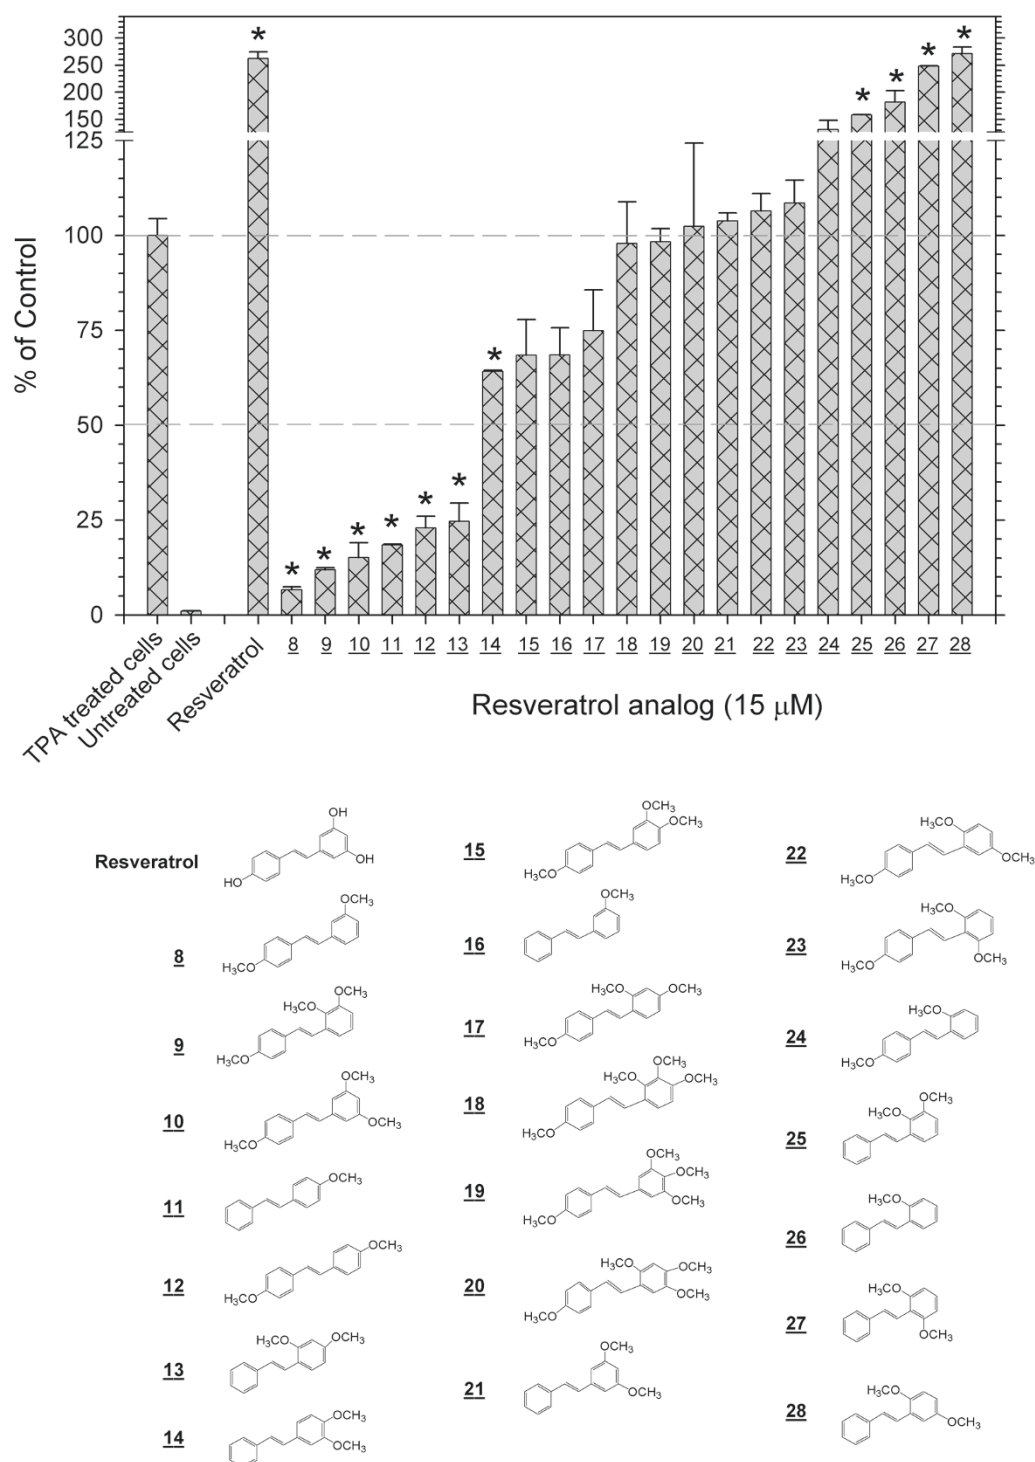 300
250
200
150
125
100
75
50
25
0
% of Control
* * * * * * * * * * * *
TPA treated cells
Untreated cells
Resveratrol
8 9 10 11 12 13 14 15 16 17 18 19 20 21 22 23 24 25 26 27 28
Resveratrol analog (15 μM)
Resveratrol
OH
OH
HO
8
OCH₃
H₃CO
9
OCH₃
H₃CO
H₃CO
10
OCH₃
OCH₃
H₃CO
11
OCH₃
12
OCH₃
H₃CO
13
H₃CO
OCH₃
14
OCH₃
OCH₃
15
OCH₃
OCH₃
H₃CO
16
OCH₃
17
H₃CO
OCH₃
H₃CO
18
OCH₃
H₃CO
OCH₃
H₃CO
19
OCH₃
OCH₃
OCH₃
H₃CO
20
H₃CO
OCH₃
OCH₃
H₃CO
21
OCH₃
OCH₃
22
H₃CO
OCH₃
H₃CO
23
H₃CO
OCH₃
H₃CO
24
H₃CO
H₃CO
25
OCH₃
H₃CO
26
H₃CO
27
H₃CO
OCH₃
28
H₃CO
OCH₃